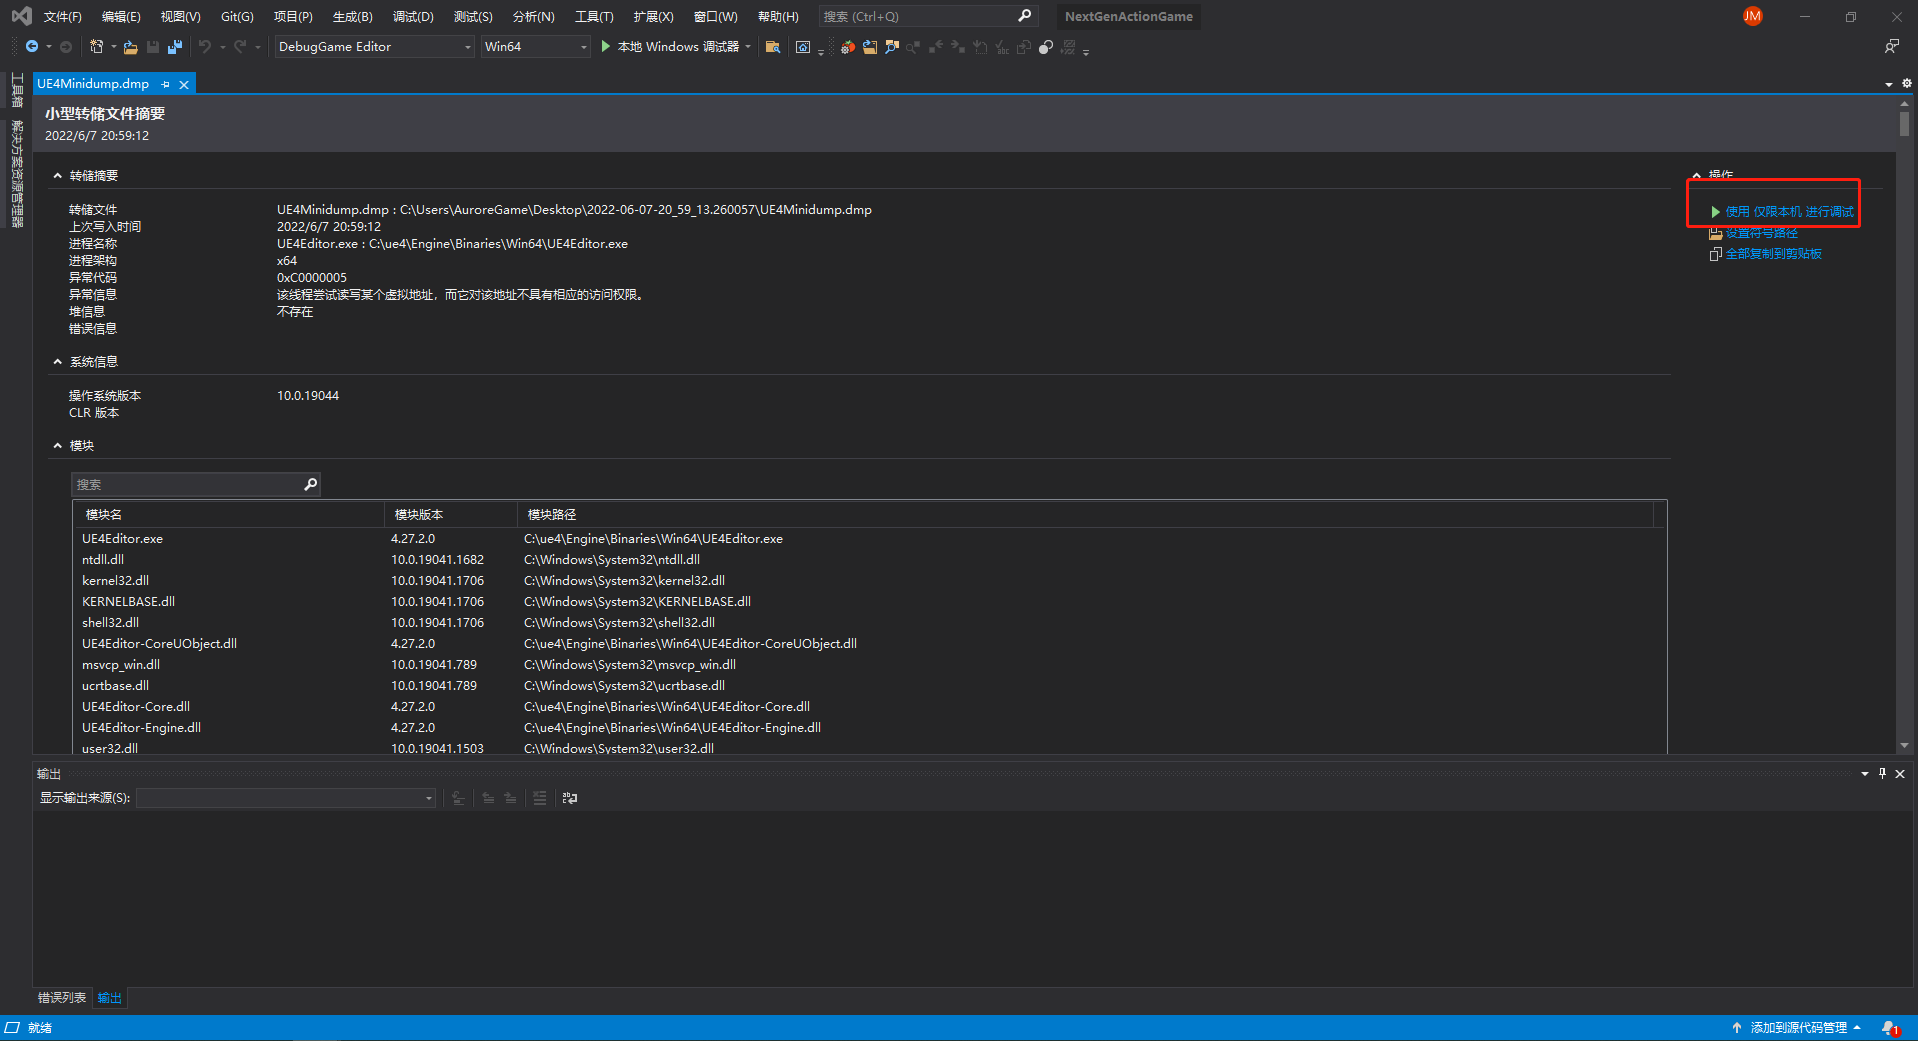 文件(F) 编辑(E) 视图(V) Git(G) 项目(P) 生成(B) 调试(D) 测试(S) 分析(N) 工具(T) 扩展(X) 窗口(W) 帮助(H) 搜索 (Ctrl+Q) NextGenActionGame JM
DebugGame Editor Win64 本地 Windows 调试器
工具箱
解决方案资源管理器
UE4Minidump.dmp
小型转储文件摘要
2022/6/7 20:59:12
转储摘要
转储文件 UE4Minidump.dmp : C:\Users\AuroreGame\Desktop\2022-06-07-20_59_13.260057\UE4Minidump.dmp
上次写入时间 2022/6/7 20:59:12
进程名称 UE4Editor.exe : C:\ue4\Engine\Binaries\Win64\UE4Editor.exe
进程架构 x64
异常代码 0xC0000005
异常信息 该线程尝试读写某个虚拟地址，而它对该地址不具有相应的访问权限。
堆信息 不存在
错误信息
系统信息
操作系统版本 10.0.19044
CLR 版本
模块
搜索
模块名 模块版本 模块路径
UE4Editor.exe 4.27.2.0 C:\ue4\Engine\Binaries\Win64\UE4Editor.exe
ntdll.dll 10.0.19041.1682 C:\Windows\System32\ntdll.dll
kernel32.dll 10.0.19041.1706 C:\Windows\System32\kernel32.dll
KERNELBASE.dll 10.0.19041.1706 C:\Windows\System32\KERNELBASE.dll
shell32.dll 10.0.19041.1706 C:\Windows\System32\shell32.dll
UE4Editor-CoreUObject.dll 4.27.2.0 C:\ue4\Engine\Binaries\Win64\UE4Editor-CoreUObject.dll
msvcp_win.dll 10.0.19041.789 C:\Windows\System32\msvcp_win.dll
ucrtbase.dll 10.0.19041.789 C:\Windows\System32\ucrtbase.dll
UE4Editor-Core.dll 4.27.2.0 C:\ue4\Engine\Binaries\Win64\UE4Editor-Core.dll
UE4Editor-Engine.dll 4.27.2.0 C:\ue4\Engine\Binaries\Win64\UE4Editor-Engine.dll
user32.dll 10.0.19041.1503 C:\Windows\System32\user32.dll
操作
使用 仅限本机 进行调试
设置符号路径
全部复制到剪贴板
输出
显示输出来源(S):
错误列表 输出
就绪 添加到源代码管理 1